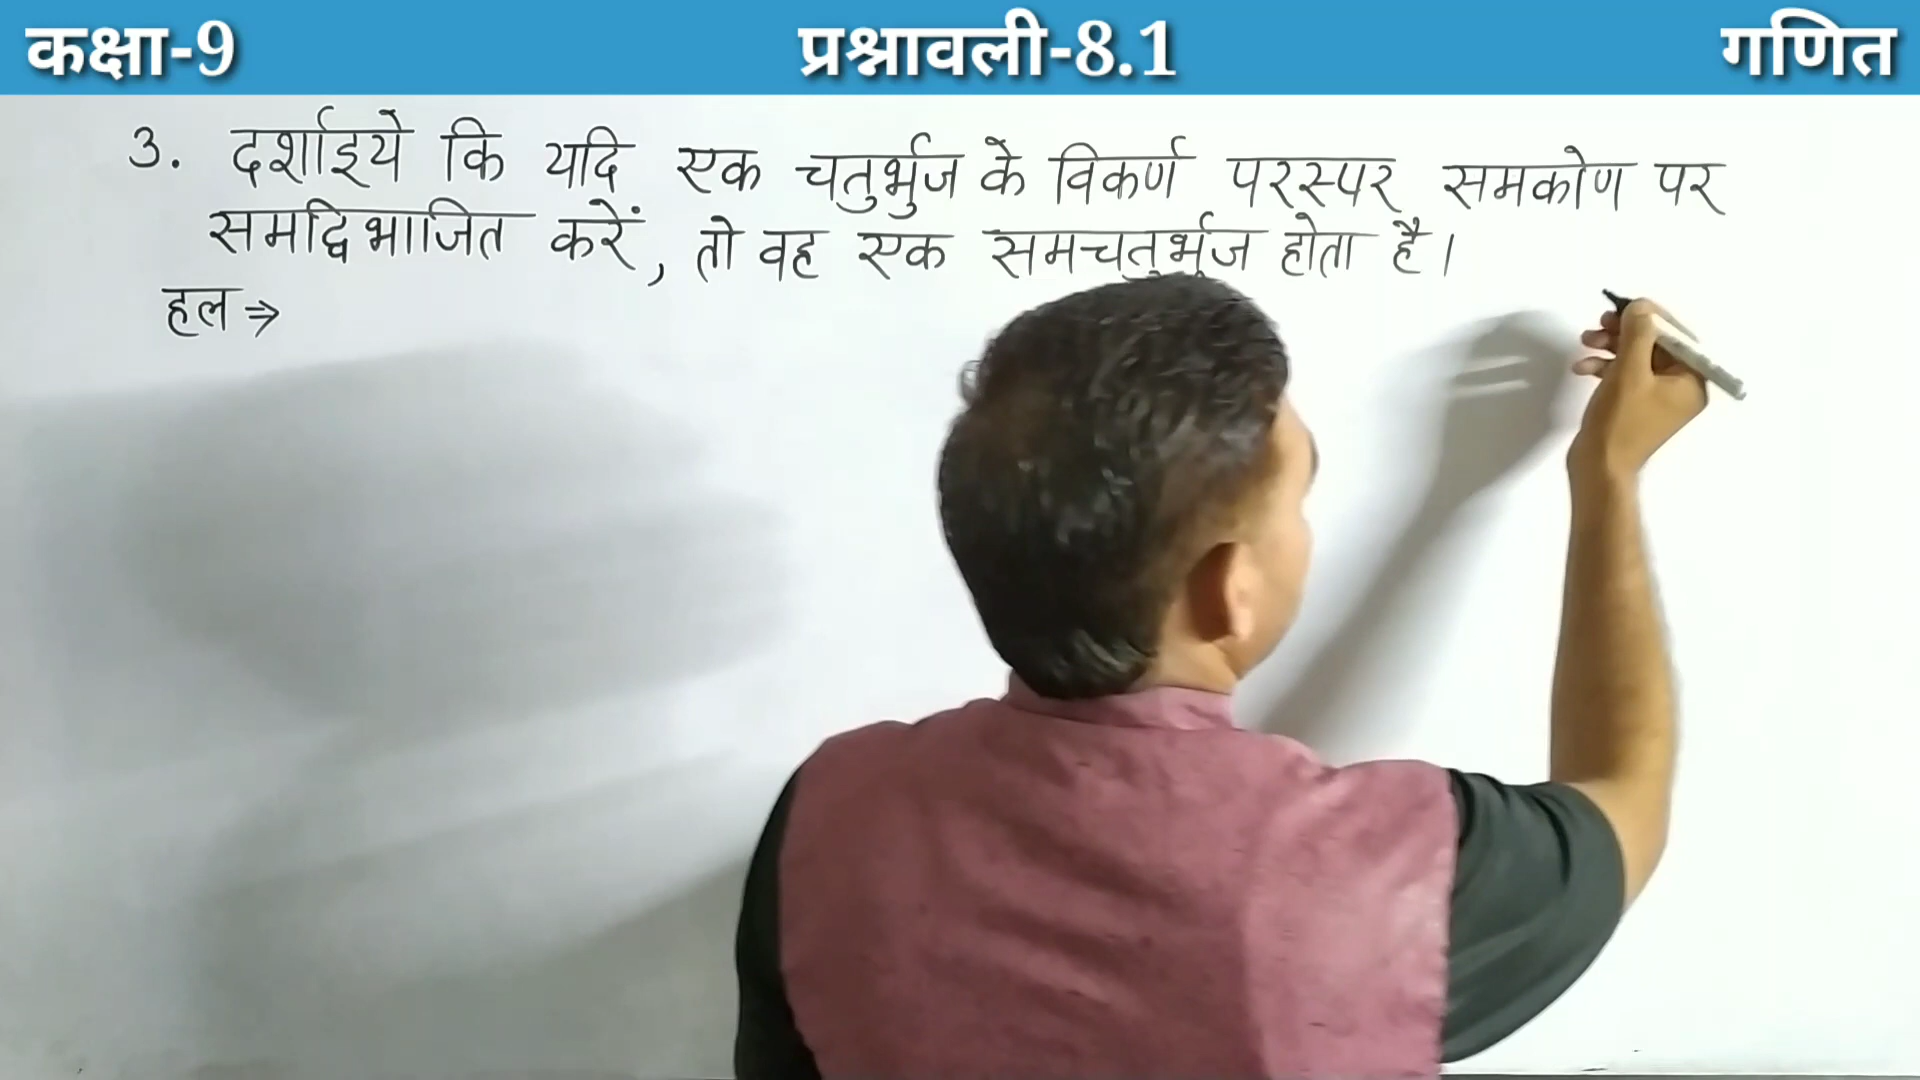 कक्षा-9 प्रश्नावली-8.1 गणित
3. दर्शाइये कि यदि एक चतुर्भुज के विकर्ण परस्पर समकोण पर
समद्विभाजित करें, तो वह एक समचतुर्भुज होता है।
हल ⇒